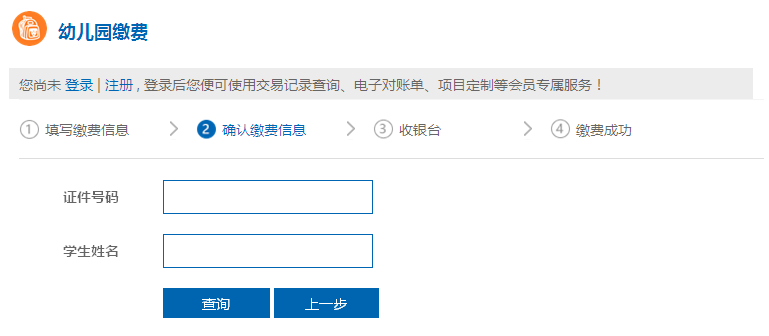 幼儿园缴费
您尚未 登录 | 注册 , 登录后您便可使用交易记录查询、电子对账单、项目定制等会员专属服务！
1 填写缴费信息 2 确认缴费信息 3 收银台 4 缴费成功
证件号码
学生姓名
查询 上一步